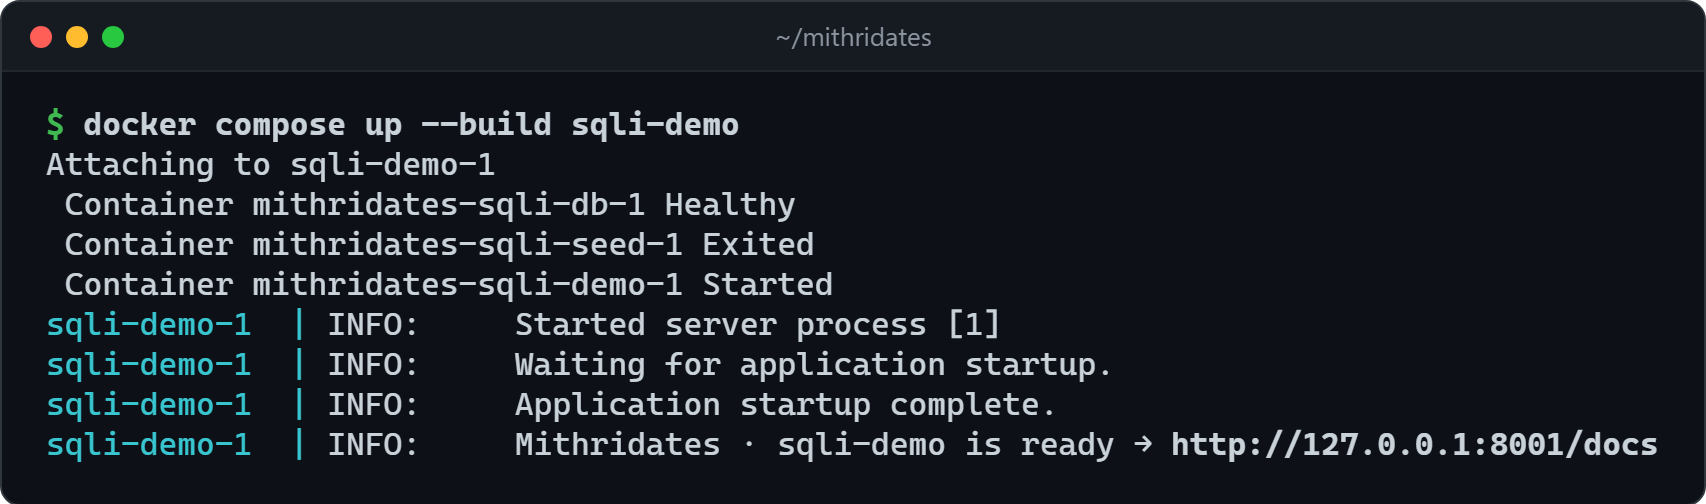 ~/mithridates
$ docker compose up --build sqli-demo
Attaching to sqli-demo-1
 Container mithridates-sqli-db-1 Healthy
 Container mithridates-sqli-seed-1 Exited
 Container mithridates-sqli-demo-1 Started
sqli-demo-1  | INFO:     Started server process [1]
sqli-demo-1  | INFO:     Waiting for application startup.
sqli-demo-1  | INFO:     Application startup complete.
sqli-demo-1  | INFO:     Mithridates · sqli-demo is ready → http://127.0.0.1:8001/docs